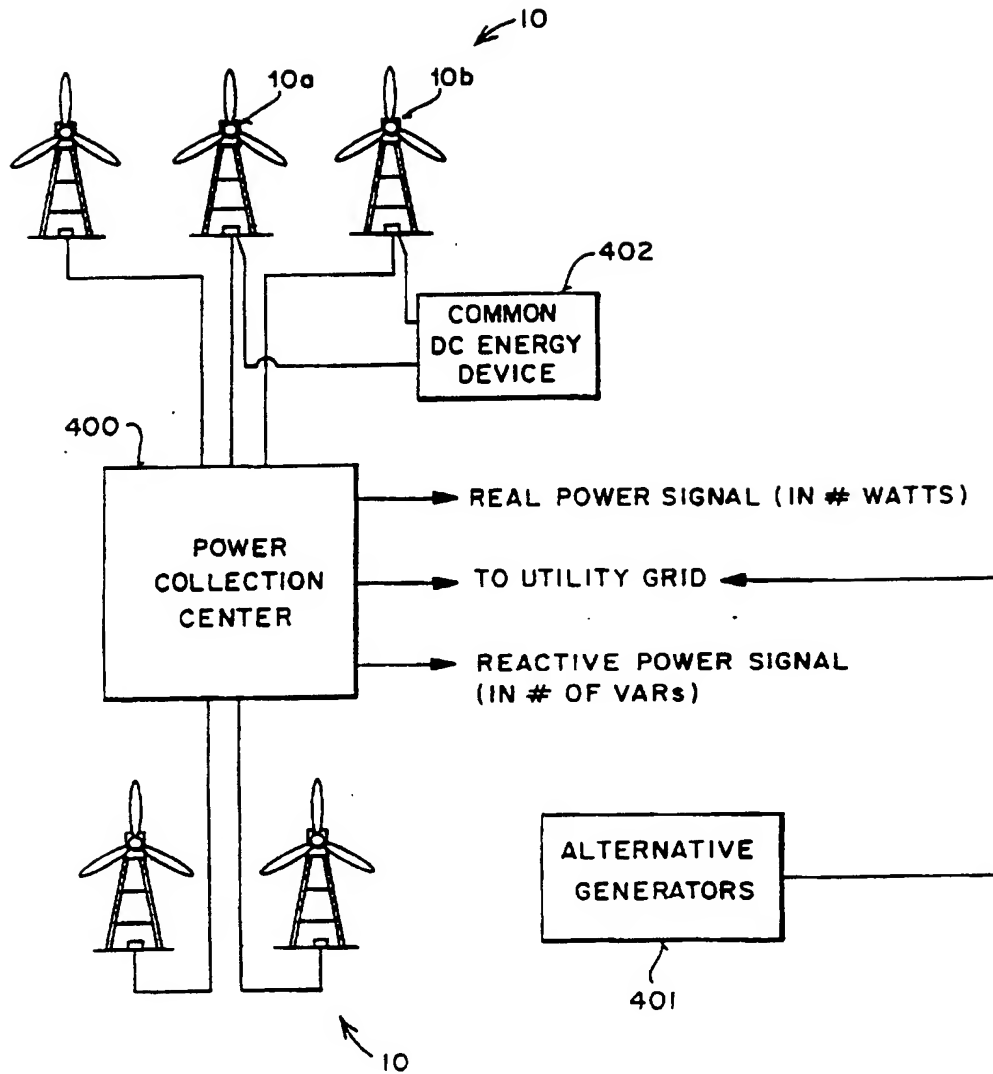 10
10a
10b
402
COMMON
DC ENERGY
DEVICE
400
POWER
COLLECTION
CENTER
REAL POWER SIGNAL (IN # WATTS)
TO UTILITY GRID
REACTIVE POWER SIGNAL
(IN # OF VARs)
ALTERNATIVE
GENERATORS
401
10